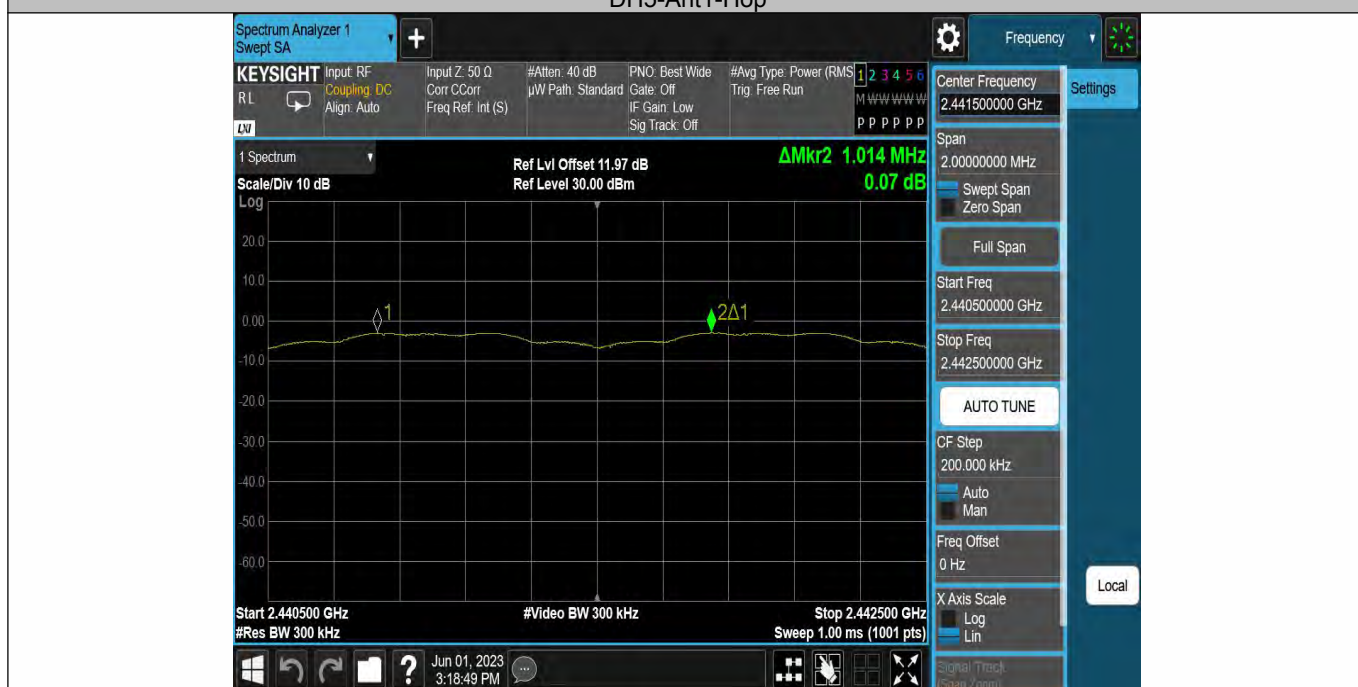 DH5-Ant1-Hop
Spectrum Analyzer 1
Swept SA
Frequency
KEYSIGHT
RL
LXI
Input: RF
Coupling: DC
Align: Auto
Input Z: 50 Ω
Corr CCorr
Freq Ref: Int (S)
#Atten: 40 dB
µW Path: Standard
PNO: Best Wide
Gate: Off
IF Gain: Low
Sig Track: Off
#Avg Type: Power (RMS
Trig: Free Run
1 2 3 4 5 6
M W W W W W
P P P P P P
1 Spectrum
Scale/Div 10 dB
Log
Ref Lvl Offset 11.97 dB
Ref Level 30.00 dBm
ΔMkr2 1.014 MHz
0.07 dB
20.0
10.0
0.00
-10.0
-20.0
-30.0
-40.0
-50.0
-60.0
1
2Δ1
Start 2.440500 GHz
#Res BW 300 kHz
#Video BW 300 kHz
Stop 2.442500 GHz
Sweep 1.00 ms (1001 pts)
Center Frequency
2.441500000 GHz
Settings
Span
2.00000000 MHz
Swept Span
Zero Span
Full Span
Start Freq
2.440500000 GHz
Stop Freq
2.442500000 GHz
AUTO TUNE
CF Step
200.000 kHz
Auto
Man
Freq Offset
0 Hz
X Axis Scale
Log
Lin
Local
Signal Track
(Span Zoom)
?
Jun 01, 2023
3:18:49 PM